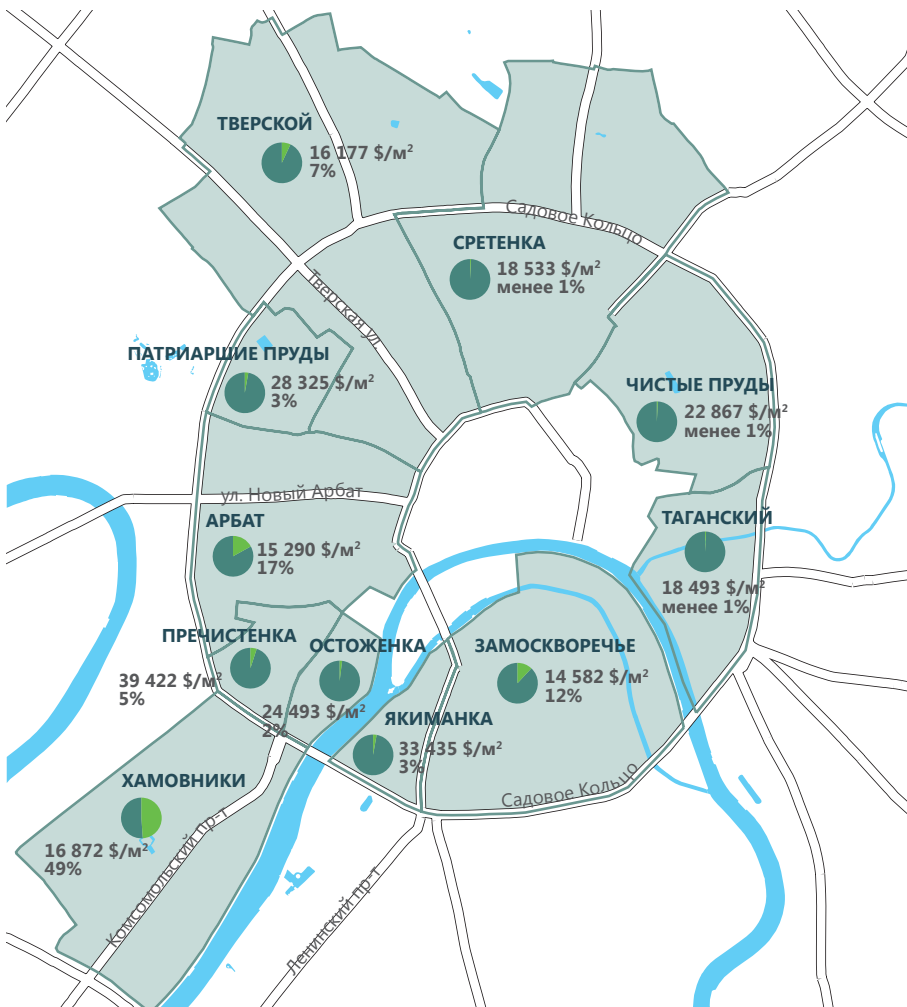 ТВЕРСКОЙ
16 177 $/м²
7%
Садовое Кольцо
СРЕТЕНКА
18 533 $/м²
менее 1%
Тверская ул.
ПАТРИАРШИЕ ПРУДЫ
28 325 $/м²
3%
ЧИСТЫЕ ПРУДЫ
22 867 $/м²
менее 1%
ул. Новый Арбат
АРБАТ
15 290 $/м²
17%
ТАГАНСКИЙ
18 493 $/м²
менее 1%
ПРЕЧИСТЕНКА
39 422 $/м²
5%
ОСТОЖЕНКА
24 493 $/м²
2%
ЗАМОСКВОРЕЧЬЕ
14 582 $/м²
12%
ЯКИМАНКА
33 435 $/м²
3%
ХАМОВНИКИ
16 872 $/м²
49%
Садовое Кольцо
Комсомольский пр-т
Ленинский пр-т